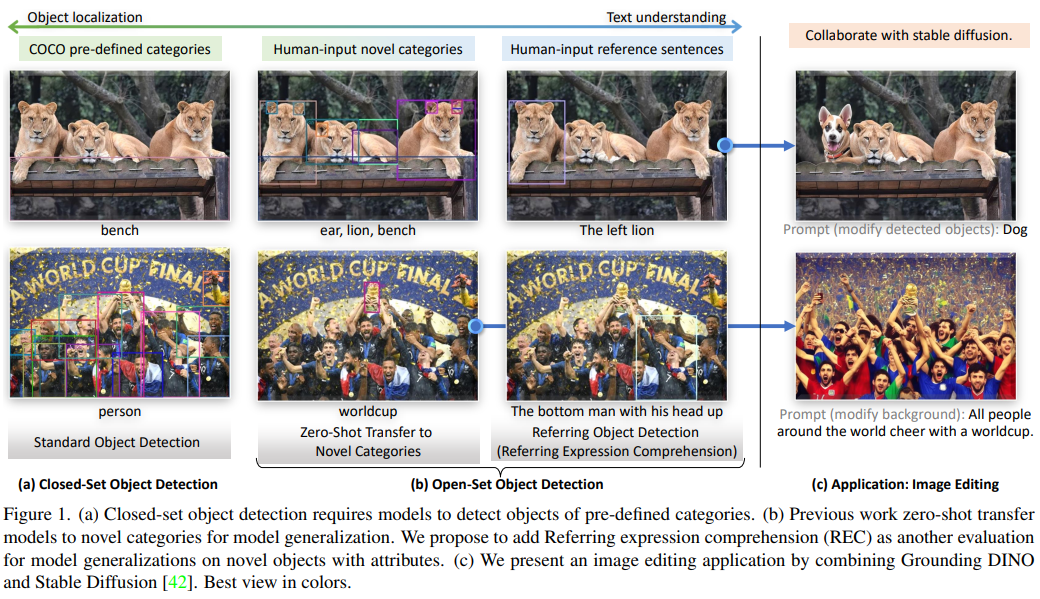 Object localization
Text understanding
COCO pre-defined categories
Human-input novel categories
Human-input reference sentences
Collaborate with stable diffusion.
bench
ear, lion, bench
The left lion
Prompt (modify detected objects): Dog
A WORLD CUP FINAL
A WORLD CUP FINAL
A WORLD CUP FINAL
person
worldcup
The bottom man with his head up
Prompt (modify background): All people
around the world cheer with a worldcup.
Standard Object Detection
Zero-Shot Transfer to
Novel Categories
Referring Object Detection
(Referring Expression Comprehension)
(a) Closed-Set Object Detection
(b) Open-Set Object Detection
(c) Application: Image Editing
Figure 1. (a) Closed-set object detection requires models to detect objects of pre-defined categories. (b) Previous work zero-shot transfer
models to novel categories for model generalization. We propose to add Referring expression comprehension (REC) as another evaluation
for model generalizations on novel objects with attributes. (c) We present an image editing application by combining Grounding DINO
and Stable Diffusion [42]. Best view in colors.